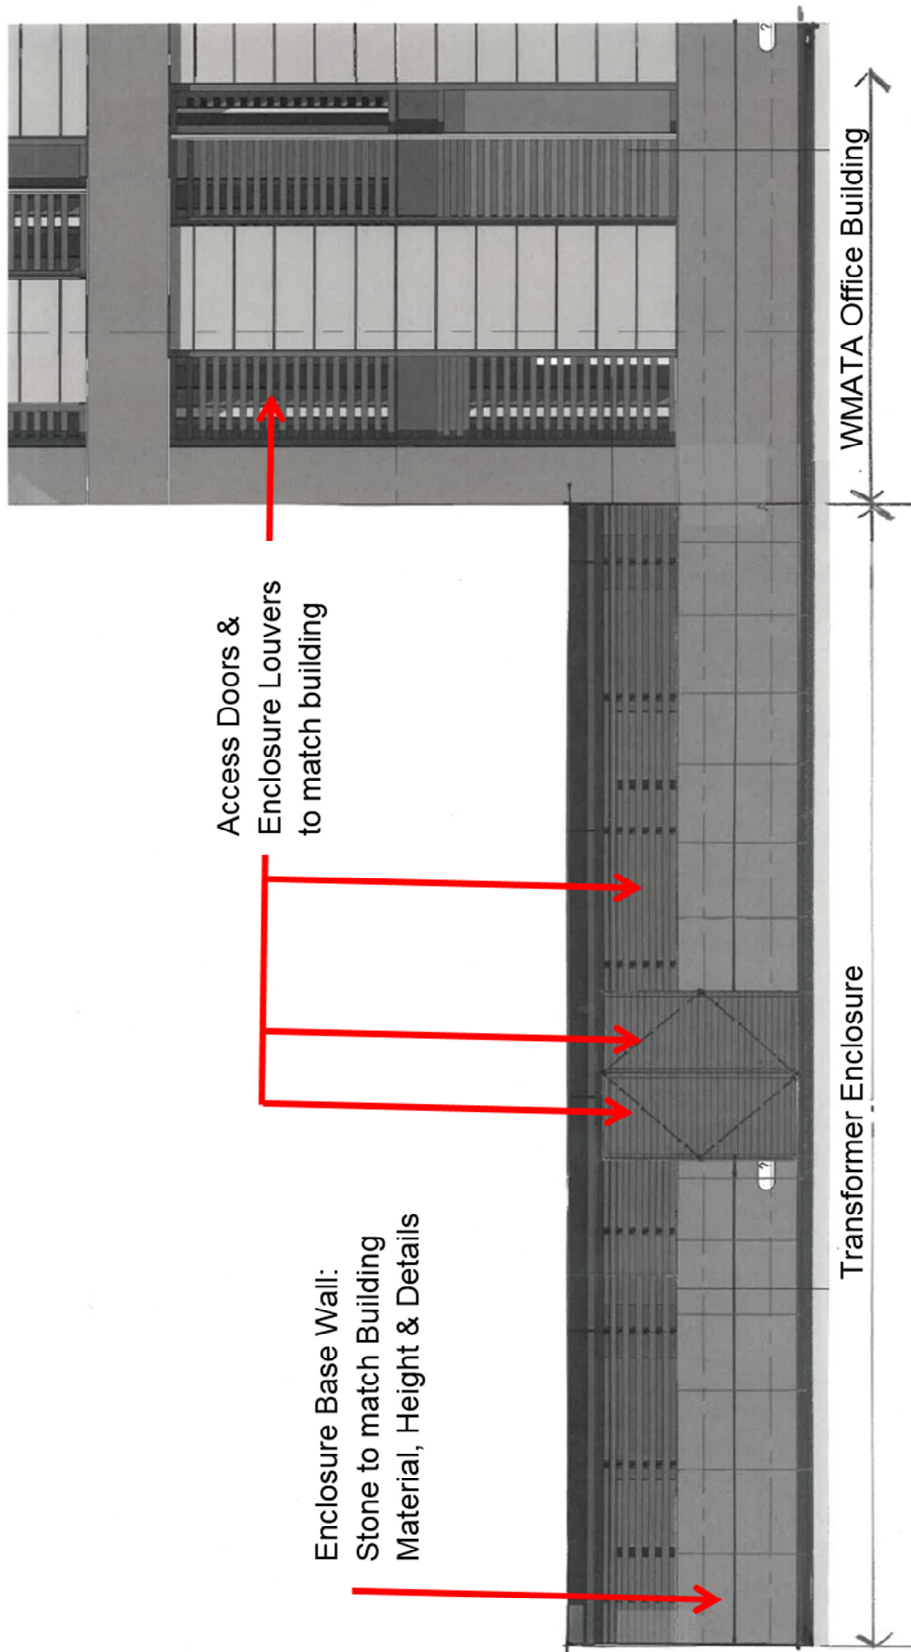 Enclosure Base Wall:
Stone to match Building
Material, Height & Details
Access Doors &
Enclosure Louvers
to match building
Transformer Enclosure
WMATA Office Building
?
?